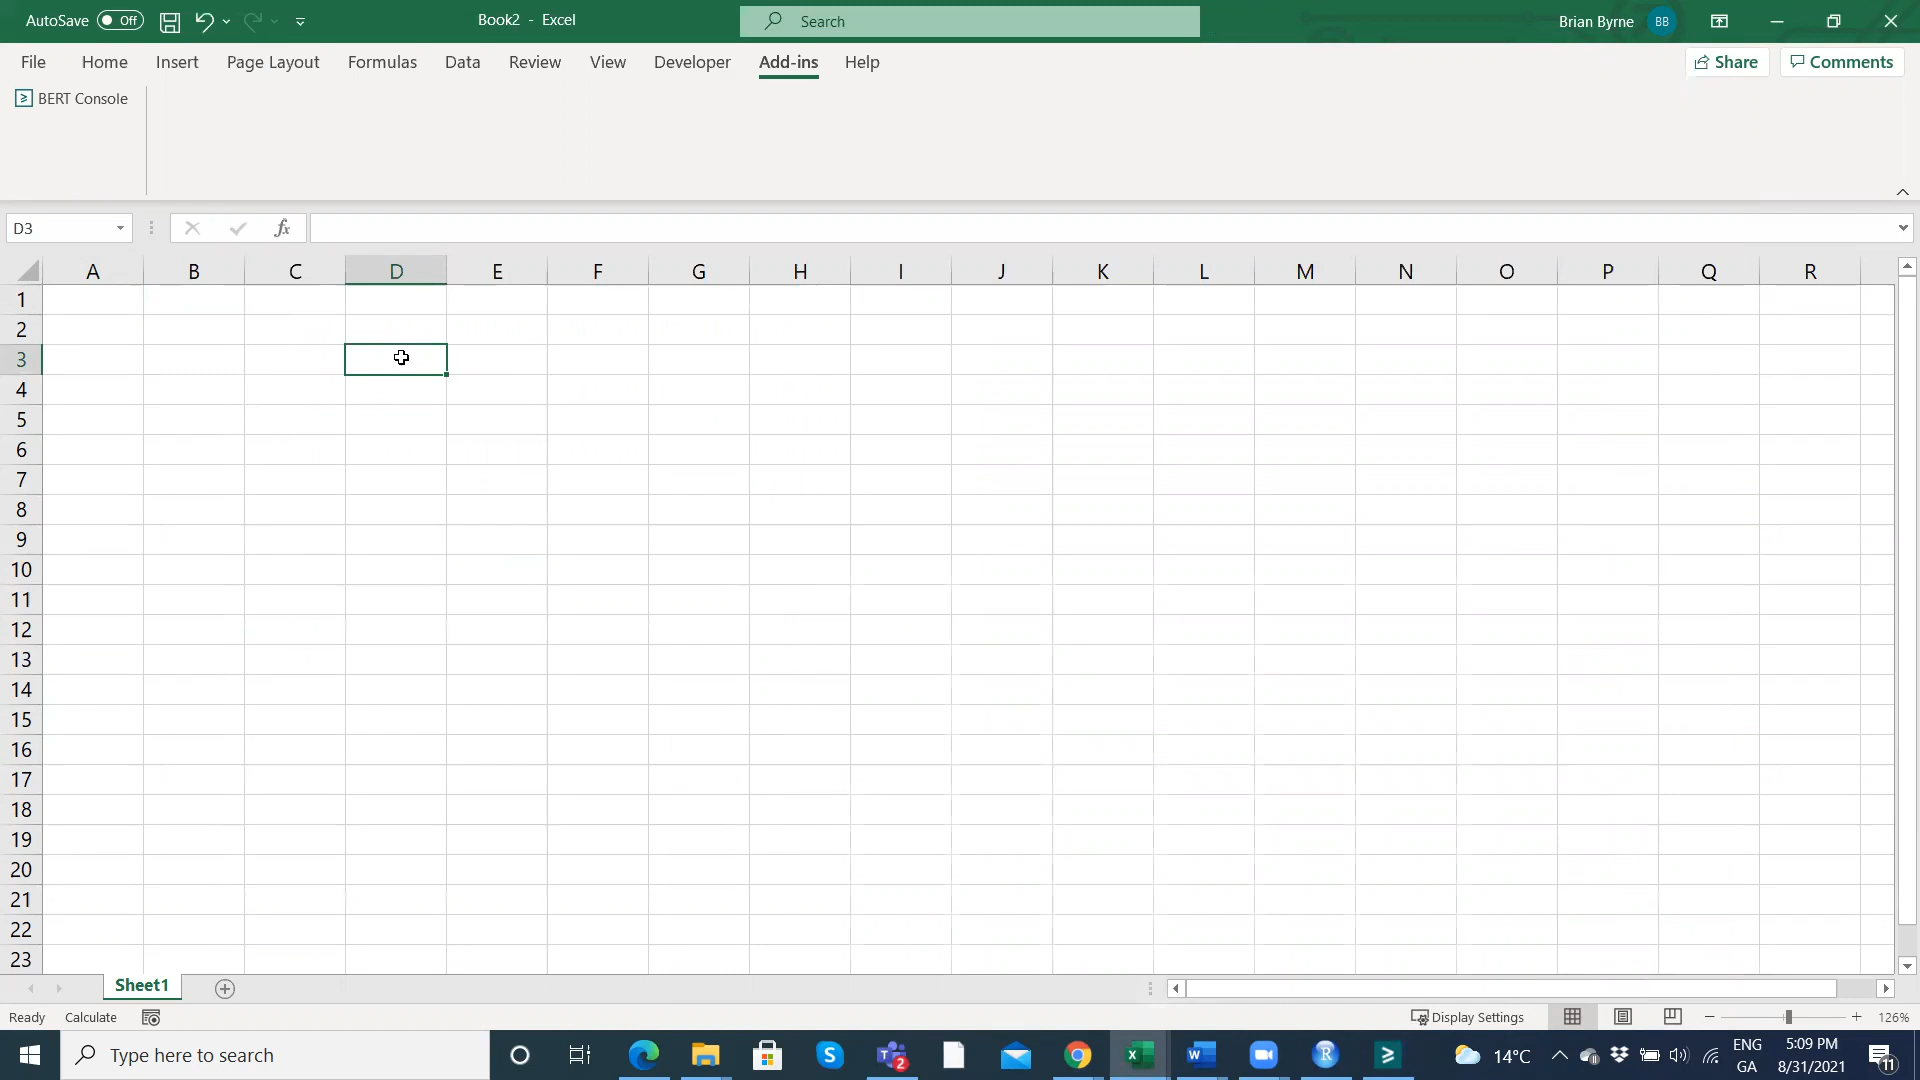 AutoSave Off Book2 - Excel Search Brian Byrne BB
File Home Insert Page Layout Formulas Data Review View Developer Add-ins Help Share Comments
BERT Console
D3 fx
A B C D E F G H I J K L M N O P Q R
1
2
3
4
5
6
7
8
9
10
11
12
13
14
15
16
17
18
19
20
21
22
23
Sheet1
Ready Calculate Display Settings 126%
Type here to search 2 14°C ENG GA 5:09 PM 8/31/2021 11